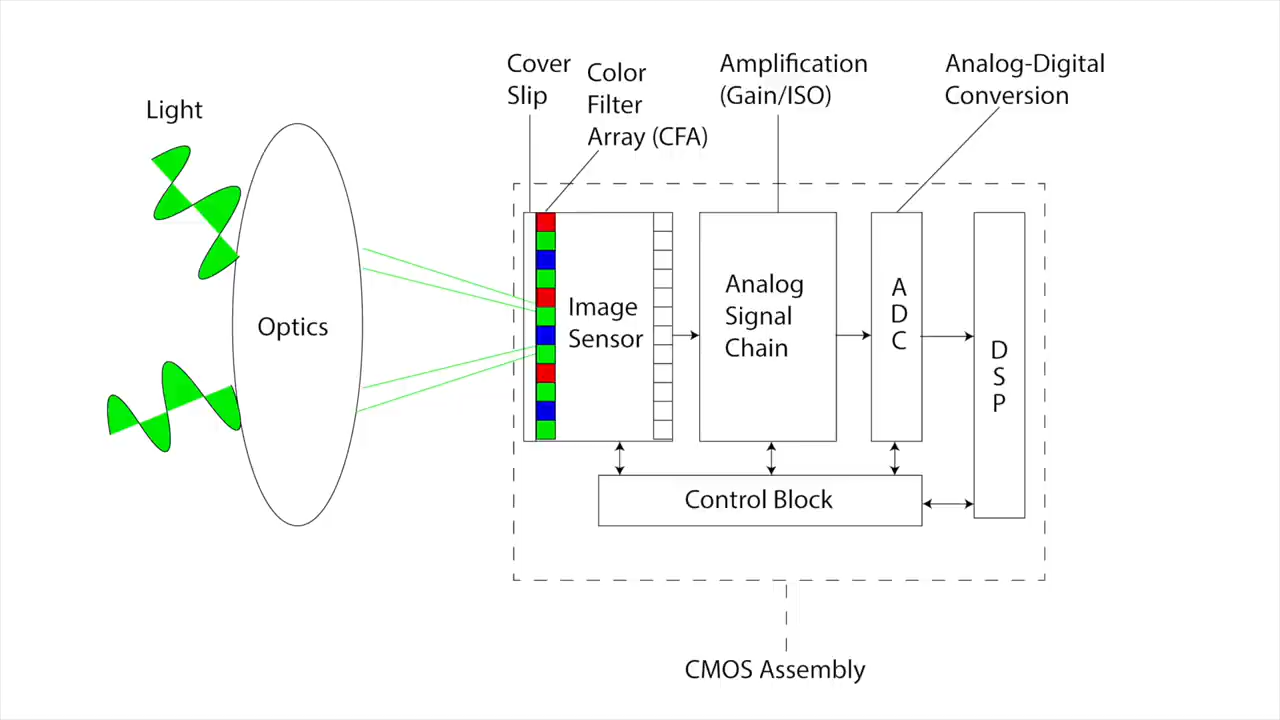 Light
Cover
Slip
Color
Filter
Array (CFA)
Amplification
(Gain/ISO)
Analog-Digital
Conversion
Optics
Image
Sensor
Analog
Signal
Chain
A
D
C
D
S
P
Control Block
CMOS Assembly